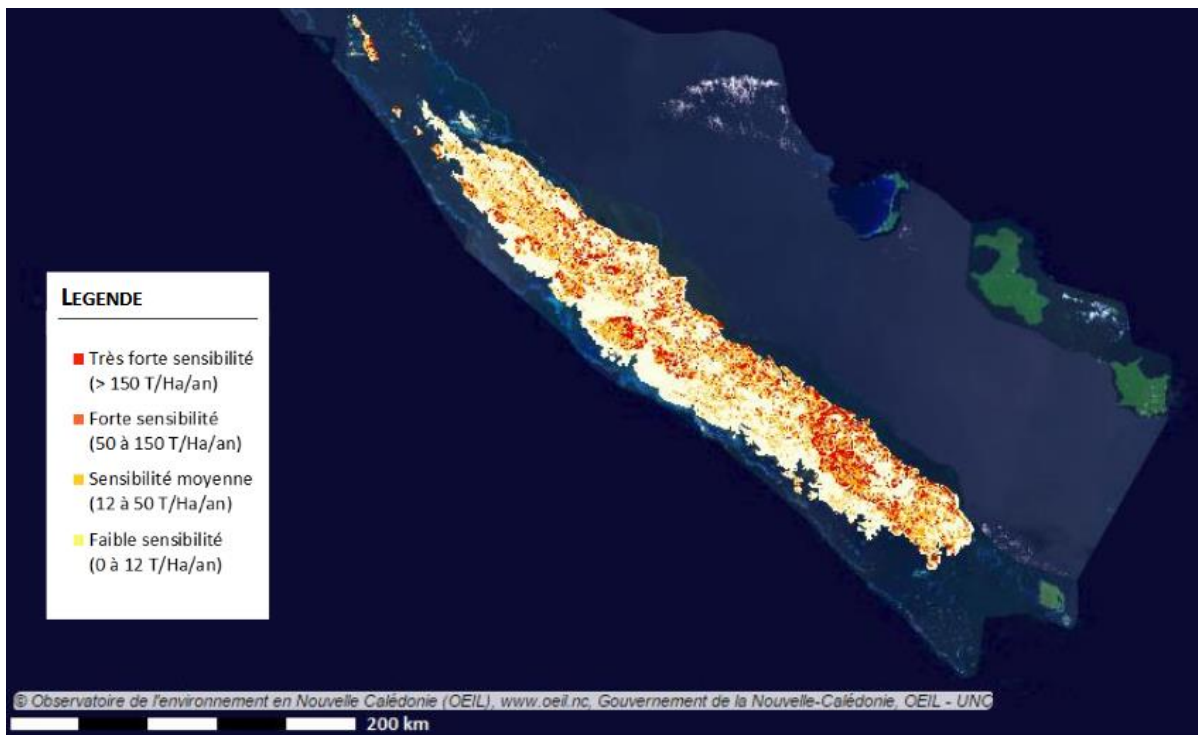 LEGENDE
Très forte sensibilité
(> 150 T/Ha/an)
Forte sensibilité
(50 à 150 T/Ha/an)
Sensibilité moyenne
(12 à 50 T/Ha/an)
Faible sensibilité
(0 à 12 T/Ha/an)
© Observatoire de l'environnement en Nouvelle Calédonie (OEIL), www.oeil.nc, Gouvernement de la Nouvelle-Calédonie, OEIL - UNC
200 km